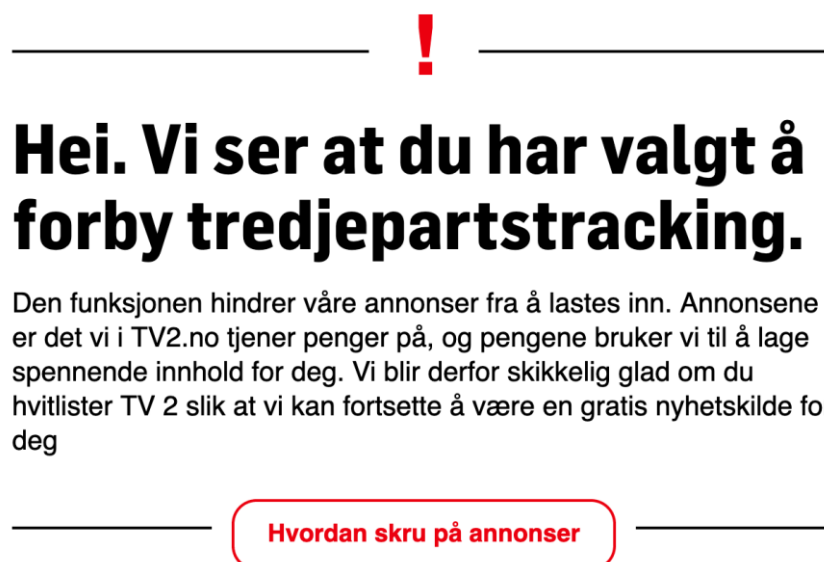 !
Hei. Vi ser at du har valgt å
forby tredjepartstracking.
Den funksjonen hindrer våre annonser fra å lastes inn. Annonsene
er det vi i TV2.no tjener penger på, og pengene bruker vi til å lage
spennende innhold for deg. Vi blir derfor skikkelig glad om du
hvitlister TV 2 slik at vi kan fortsette å være en gratis nyhetskilde fo
deg
Hvordan skru på annonser